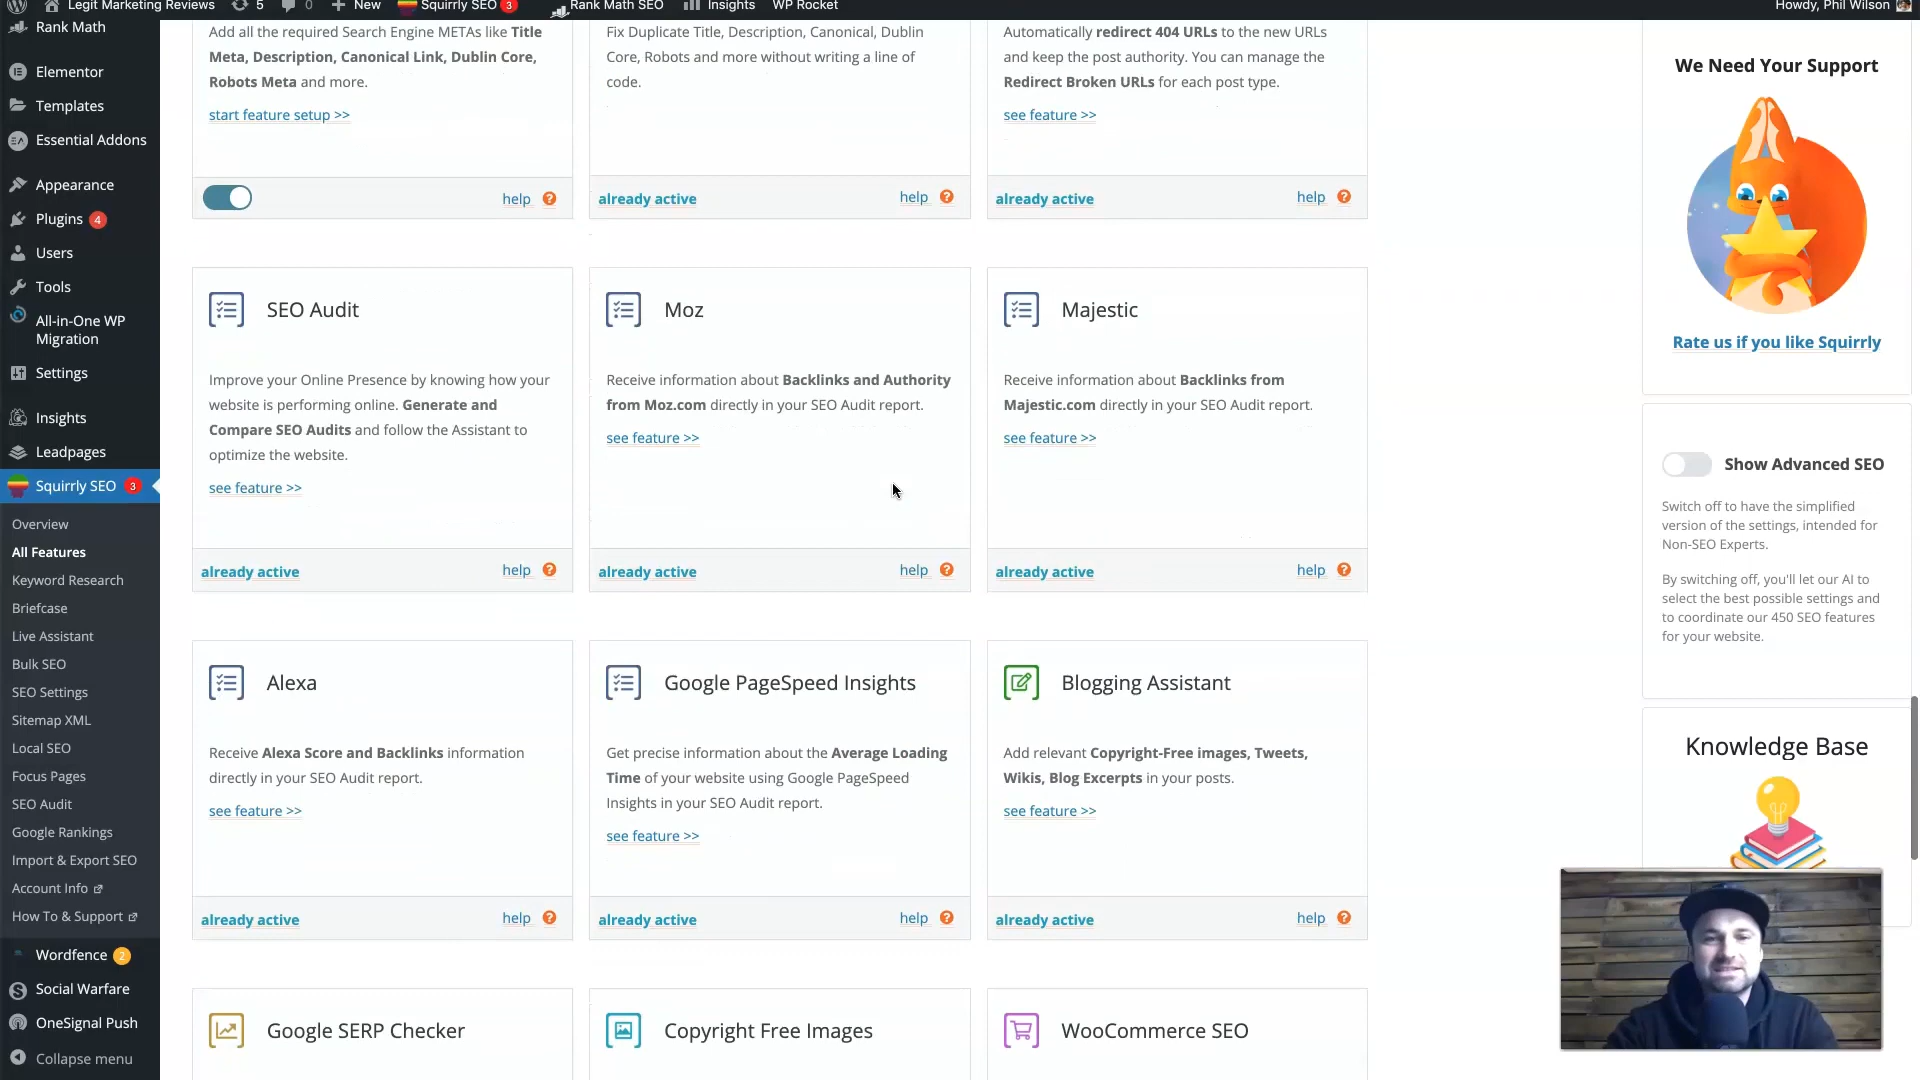 Legit Marketing Reviews 5 0 New Squirrly SEO 3 Rank Math SEO Insights WP Rocket Howdy, Phil Wilson
Rank Math
Elementor
Templates
EA Essential Addons
Appearance
Plugins 4
Users
Tools
All-in-One WP
Migration
Settings
Insights
Leadpages
Squirrly SEO 3
Overview
All Features
Keyword Research
Briefcase
Live Assistant
Bulk SEO
SEO Settings
Sitemap XML
Local SEO
Focus Pages
SEO Audit
Google Rankings
Import & Export SEO
Account Info
How To & Support
Wordfence 2
Social Warfare
OneSignal Push
Collapse menu
Add all the required Search Engine METAs like Title
Meta, Description, Canonical Link, Dublin Core,
Robots Meta and more.
start feature setup >>
help ?
Fix Duplicate Title, Description, Canonical, Dublin
Core, Robots and more without writing a line of
code.
already active help ?
Automatically redirect 404 URLs to the new URLs
and keep the post authority. You can manage the
Redirect Broken URLs for each post type.
see feature >>
already active help ?
SEO Audit
Improve your Online Presence by knowing how your
website is performing online. Generate and
Compare SEO Audits and follow the Assistant to
optimize the website.
see feature >>
already active help ?
Moz
Receive information about Backlinks and Authority
from Moz.com directly in your SEO Audit report.
see feature >>
already active help ?
Majestic
Receive information about Backlinks from
Majestic.com directly in your SEO Audit report.
see feature >>
already active help ?
Alexa
Receive Alexa Score and Backlinks information
directly in your SEO Audit report.
see feature >>
already active help ?
Google PageSpeed Insights
Get precise information about the Average Loading
Time of your website using Google PageSpeed
Insights in your SEO Audit report.
see feature >>
already active help ?
Blogging Assistant
Add relevant Copyright-Free images, Tweets,
Wikis, Blog Excerpts in your posts.
see feature >>
already active help ?
Google SERP Checker
Copyright Free Images
WooCommerce SEO
We Need Your Support
Rate us if you like Squirrly
Show Advanced SEO
Switch off to have the simplified
version of the settings, intended for
Non-SEO Experts.
By switching off, you'll let our AI to
select the best possible settings and
to coordinate our 450 SEO features
for your website.
Knowledge Base